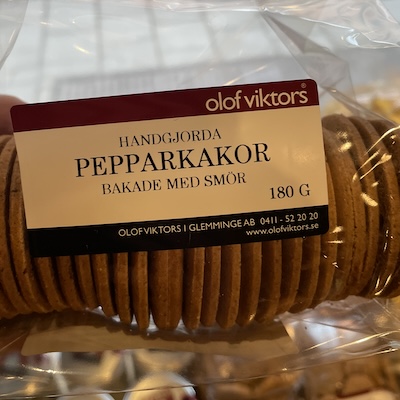 olof viktors®
HANDGJORDA
PEPPARKAKOR
BAKADE MED SMÖR
180 G
OLOF VIKTORS I GLEMMINGE AB 0411 - 52 20 20
www.olofviktors.se